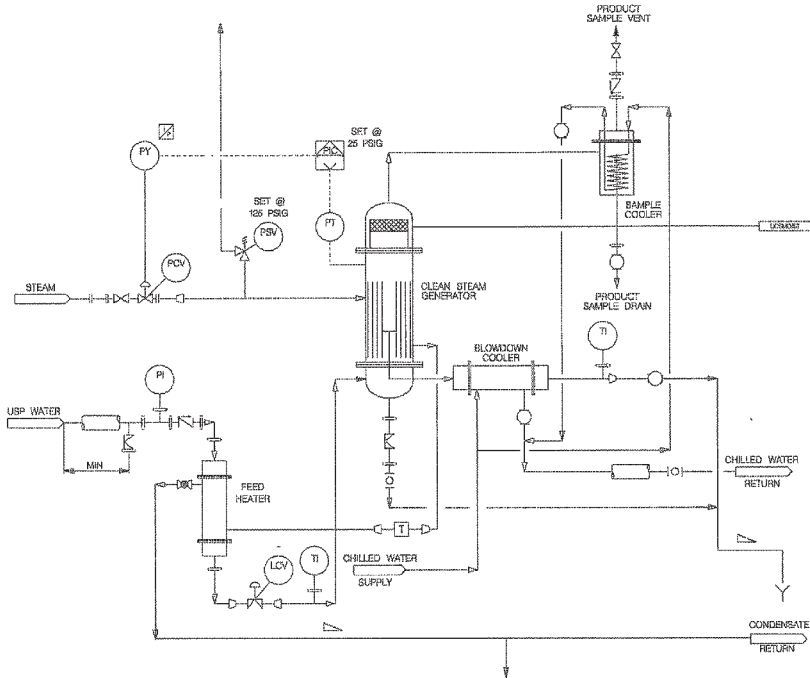 PRODUCT
SAMPLE VENT
I/P
PY
PIC
SET @
25 PSIG
SET @
125 PSIG
PSV
PT
PCV
STEAM
CLEAN STEAM
GENERATOR
SAMPLE
COOLER
PRODUCT
SAMPLE DRAIN
TI
BLOWDOWN
COOLER
PI
USP WATER
MIN
FEED
HEATER
T
CHILLED WATER
RETURN
LCV
TI
CHILLED WATER
SUPPLY
CONDENSATE
RETURN